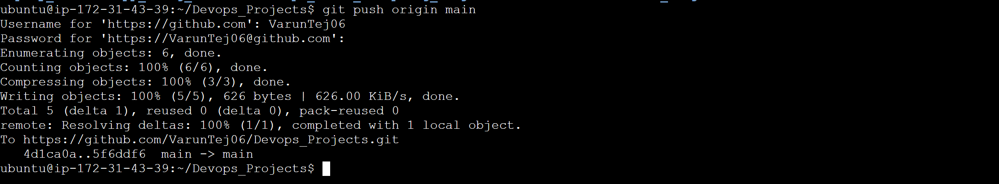 ubuntu@ip-172-31-43-39:~/Devops_Projects$ git push origin main
Username for 'https://github.com': VarunTej06
Password for 'https://VarunTej06@github.com':
Enumerating objects: 6, done.
Counting objects: 100% (6/6), done.
Compressing objects: 100% (3/3), done.
Writing objects: 100% (5/5), 626 bytes | 626.00 KiB/s, done.
Total 5 (delta 1), reused 0 (delta 0), pack-reused 0
remote: Resolving deltas: 100% (1/1), completed with 1 local object.
To https://github.com/VarunTej06/Devops_Projects.git
   4d1ca0a..5f6ddf6  main -> main
ubuntu@ip-172-31-43-39:~/Devops_Projects$